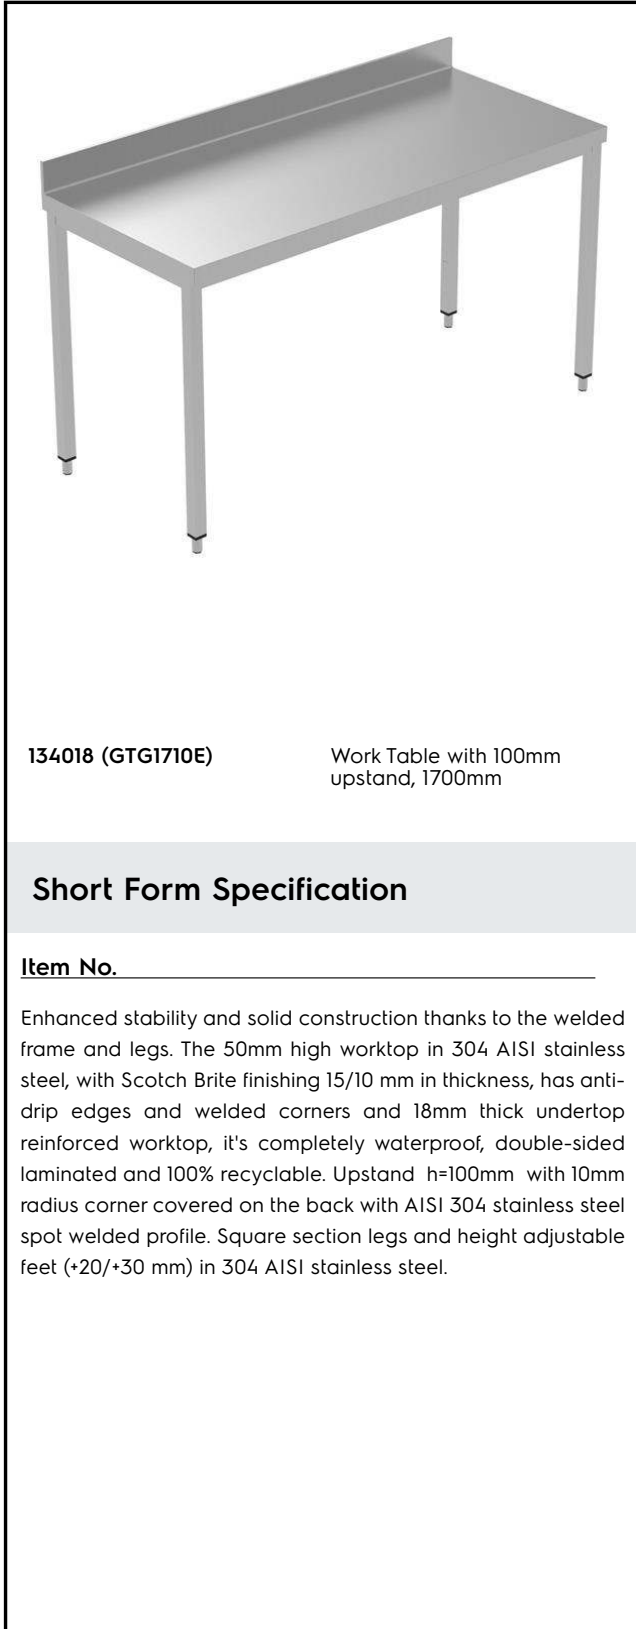 134018 (GTG1710E)
Work Table with 100mm
upstand, 1700mm
Short Form Specification
Item No.
Enhanced stability and solid construction thanks to the welded
frame and legs. The 50mm high worktop in 304 AISI stainless
steel, with Scotch Brite finishing 15/10 mm in thickness, has anti-
drip edges and welded corners and 18mm thick undertop
reinforced worktop, it's completely waterproof, double-sided
laminated and 100% recyclable. Upstand h=100mm with 10mm
radius corner covered on the back with AISI 304 stainless steel
spot welded profile. Square section legs and height adjustable
feet (+20/+30 mm) in 304 AISI stainless steel.